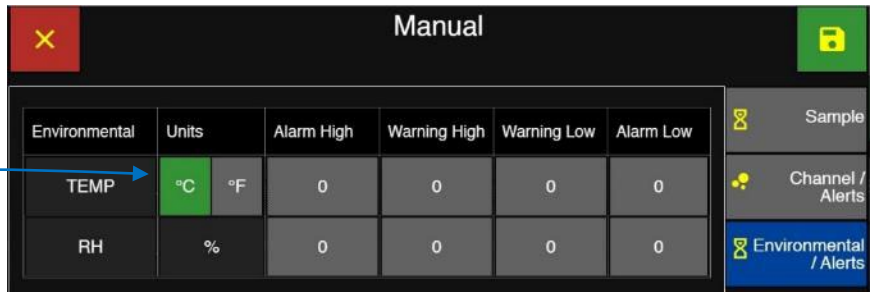 Manual
Environmental Units Alarm High Warning High Warning Low Alarm Low
TEMP °C °F 0 0 0 0
RH % 0 0 0 0
Sample
Channel /
Alerts
Environmental
/ Alerts